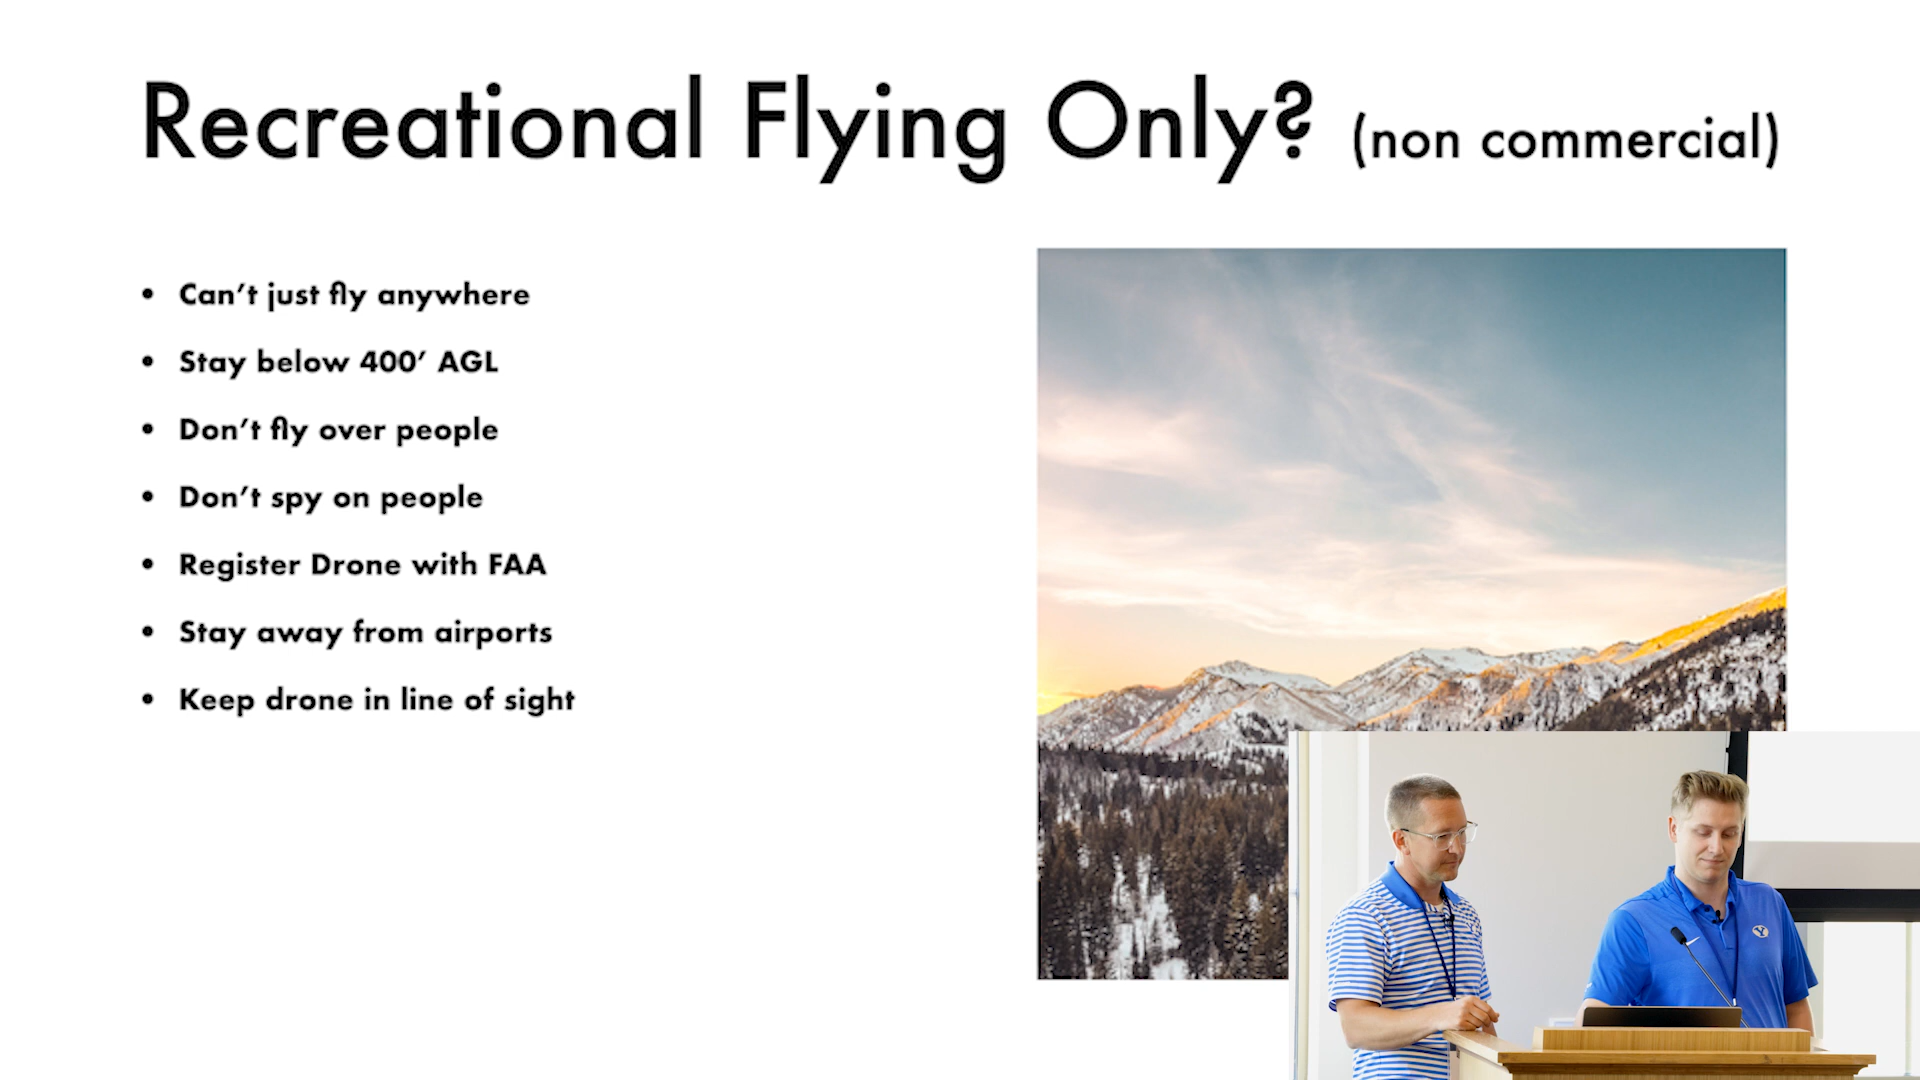 Recreational Flying Only? (non commercial)
• Can’t just fly anywhere
• Stay below 400’ AGL
• Don’t fly over people
• Don’t spy on people
• Register Drone with FAA
• Stay away from airports
• Keep drone in line of sight
Y